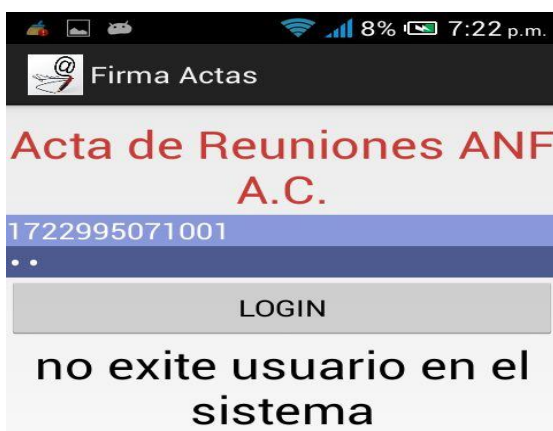 8% 7:22 p.m.
@ Firma Actas
Acta de Reuniones ANF
A.C.
1722995071001
••
LOGIN
no exite usuario en el
sistema